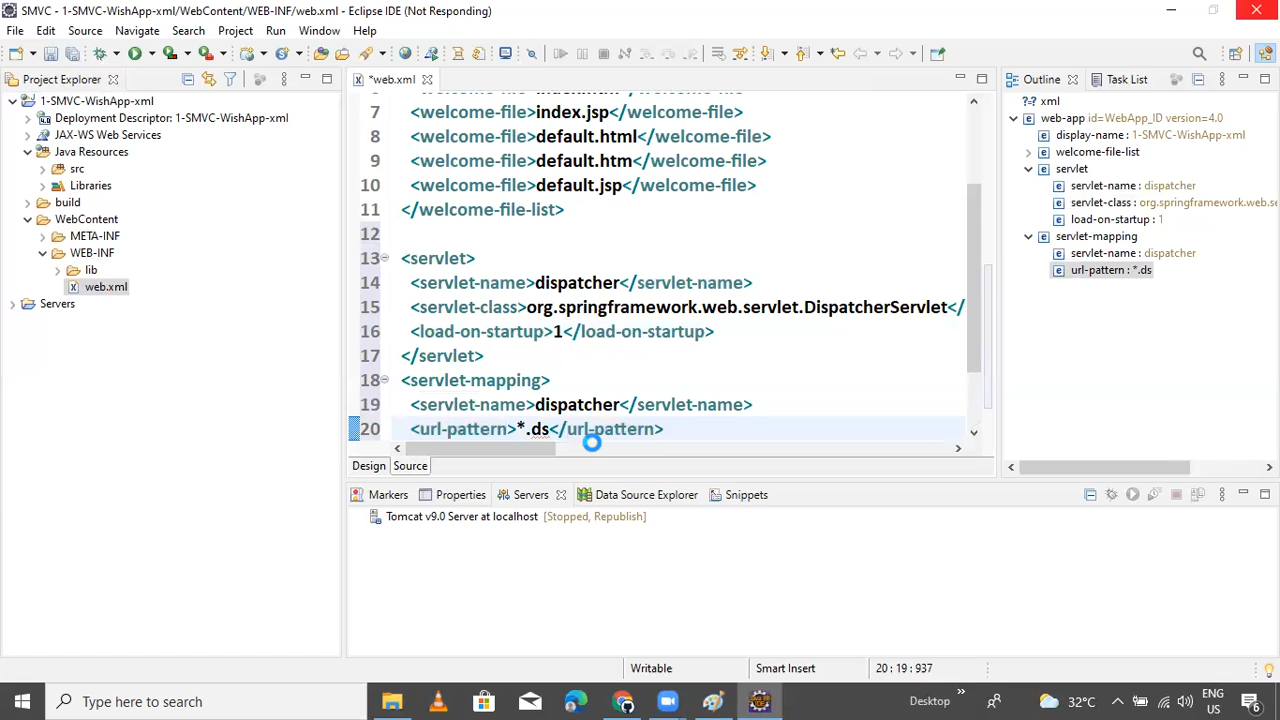 SMVC - 1-SMVC-WishApp-xml/WebContent/WEB-INF/web.xml - Eclipse IDE (Not Responding)
File Edit Source Navigate Search Project Run Window Help
Project Explorer
1-SMVC-WishApp-xml
Deployment Descriptor: 1-SMVC-WishApp-xml
JAX-WS Web Services
Java Resources
src
Libraries
build
WebContent
META-INF
WEB-INF
lib
web.xml
Servers
*web.xml
7 <welcome-file>index.jsp</welcome-file>
8 <welcome-file>default.html</welcome-file>
9 <welcome-file>default.htm</welcome-file>
10 <welcome-file>default.jsp</welcome-file>
11 </welcome-file-list>
12
13 <servlet>
14 <servlet-name>dispatcher</servlet-name>
15 <servlet-class>org.springframework.web.servlet.DispatcherServlet</
16 <load-on-startup>1</load-on-startup>
17 </servlet>
18 <servlet-mapping>
19 <servlet-name>dispatcher</servlet-name>
20 <url-pattern>*.ds</url-pattern>
Design Source
Outline Task List
xml
web-app id=WebApp_ID version=4.0
display-name : 1-SMVC-WishApp-xml
welcome-file-list
servlet
servlet-name : dispatcher
servlet-class : org.springframework.web.se
load-on-startup : 1
servlet-mapping
servlet-name : dispatcher
url-pattern : *.ds
Markers Properties Servers Data Source Explorer Snippets
Tomcat v9.0 Server at localhost [Stopped, Republish]
Writable Smart Insert 20 : 19 : 937
Type here to search
Desktop 32°C ENG US 6